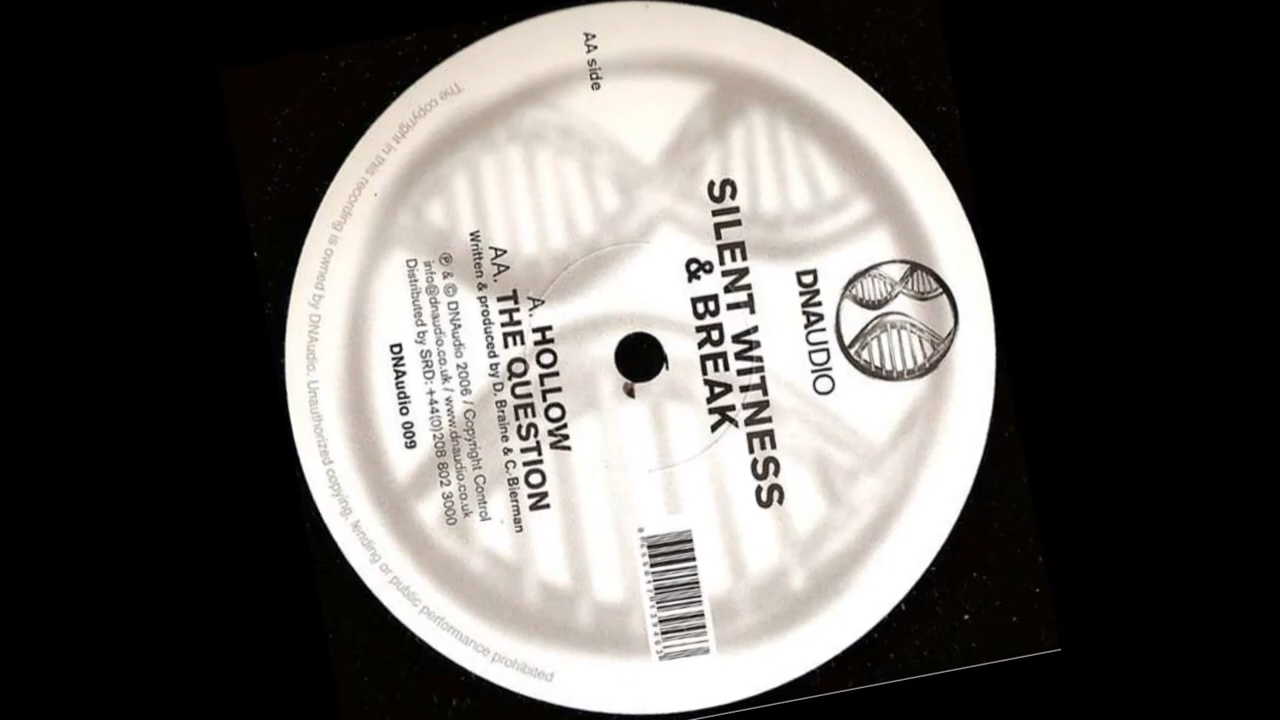 AA side
DNAUDIO
SILENT WITNESS
& BREAK
A. HOLLOW
AA. THE QUESTION
Written & produced by D. Braine & C. Bierman
℗ & © DNAudio 2006 / Copyright Control
info@dnaudio.co.uk / www.dnaudio.co.uk
Distributed by SRD: +44(0)208 802 3000
DNAudio 009
The copyright in this recording is owned by DNAudio. Unauthorized copying, lending or public performance prohibited